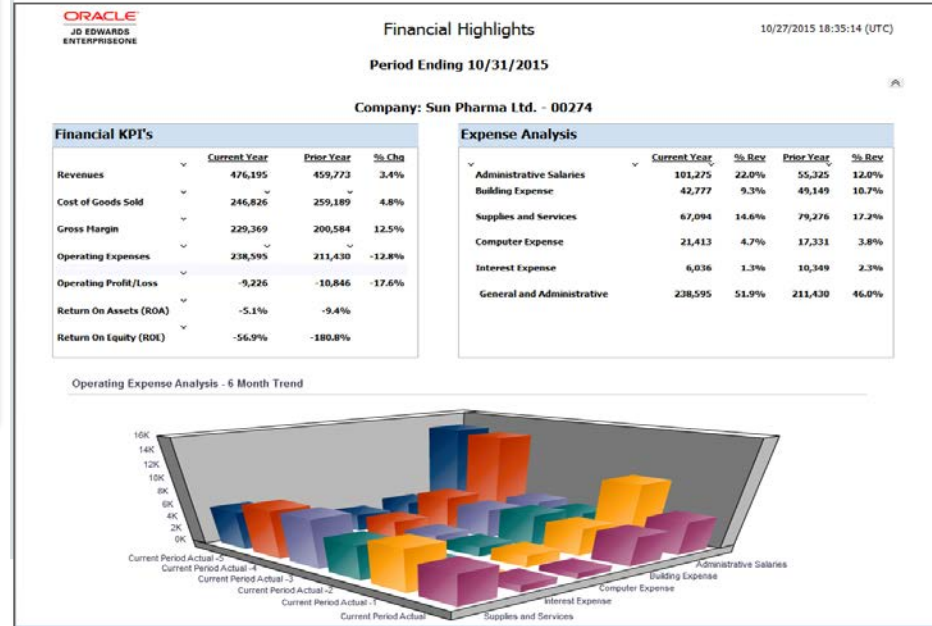 ORACLE
JD EDWARDS
ENTERPRISEONE
Financial Highlights
10/27/2015 18:35:14 (UTC)
Period Ending 10/31/2015
Company: Sun Pharma Ltd. - 00274
Financial KPI's
Current Year Prior Year % Chg
Revenues 476,195 459,773 3.4%
Cost of Goods Sold 246,826 259,189 4.8%
Gross Margin 229,369 200,584 12.5%
Operating Expenses 238,595 211,430 -12.8%
Operating Profit/Loss -9,226 -10,846 -17.6%
Return On Assets (ROA) -5.1% -9.4%
Return On Equity (ROE) -56.9% -180.8%
Expense Analysis
Current Year % Rev Prior Year % Rev
Administrative Salaries 101,275 22.0% 55,325 12.0%
Building Expense 42,777 9.3% 49,149 10.7%
Supplies and Services 67,094 14.6% 79,276 17.2%
Computer Expense 21,413 4.7% 17,331 3.8%
Interest Expense 6,036 1.3% 10,349 2.3%
General and Administrative 238,595 51.9% 211,430 46.0%
Operating Expense Analysis - 6 Month Trend
16K
14K
12K
10K
8K
6K
4K
2K
0K
Current Period Actual -5
Current Period Actual -4
Current Period Actual -3
Current Period Actual -2
Current Period Actual -1
Current Period Actual
Supplies and Services
Interest Expense
Computer Expense
Building Expense
Administrative Salaries